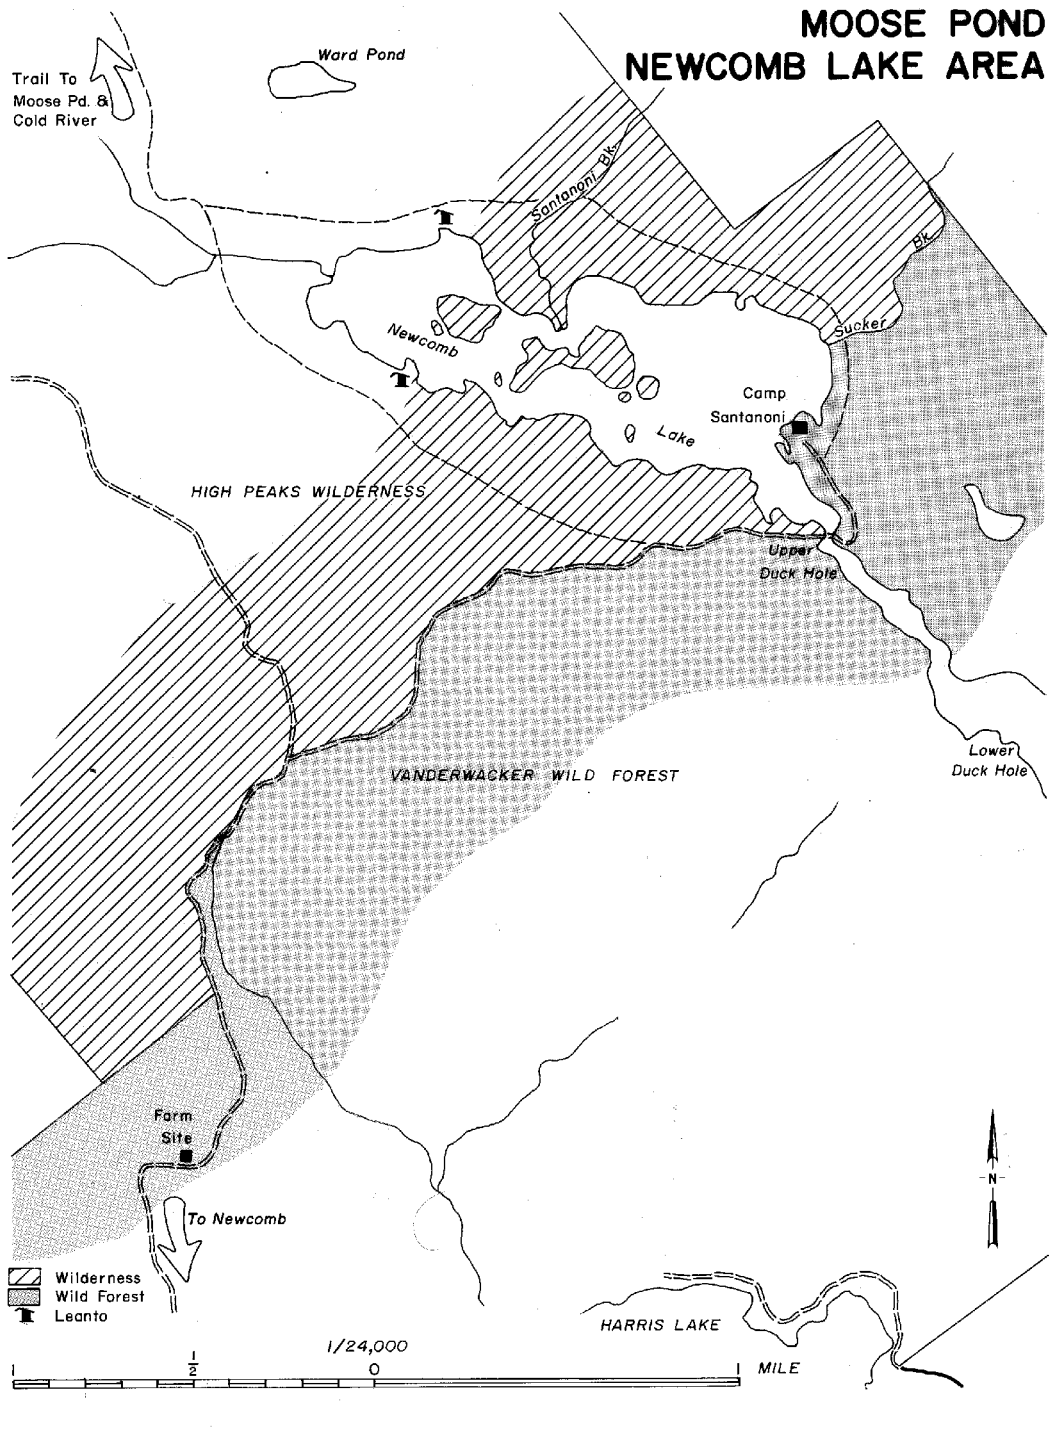 MOOSE POND
NEWCOMB LAKE AREA
Ward Pond
Trail To
Moose Pd. &
Cold River
Santanoni Bk.
Bk.
Sucker
Newcomb
Lake
Camp
Santanoni
HIGH PEAKS WILDERNESS
Upper
Duck Hole
Lower
Duck Hole
VANDERWACKER WILD FOREST
Farm
Site
To Newcomb
N
Wilderness
Wild Forest
Leanto
HARRIS LAKE
1/24,000
1 1/2 0 1 MILE